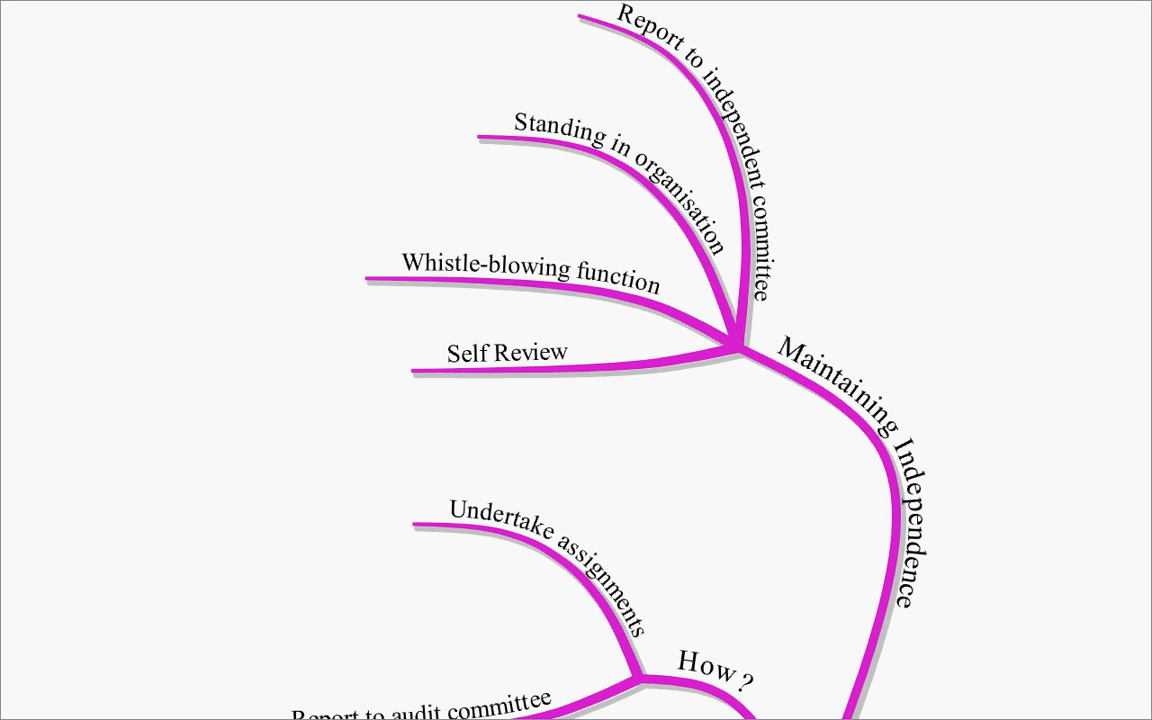 Report to independent committee
Standing in organisation
Whistle-blowing function
Self Review
Maintaining Independence
Undertake assignments
How?
Report to audit committee